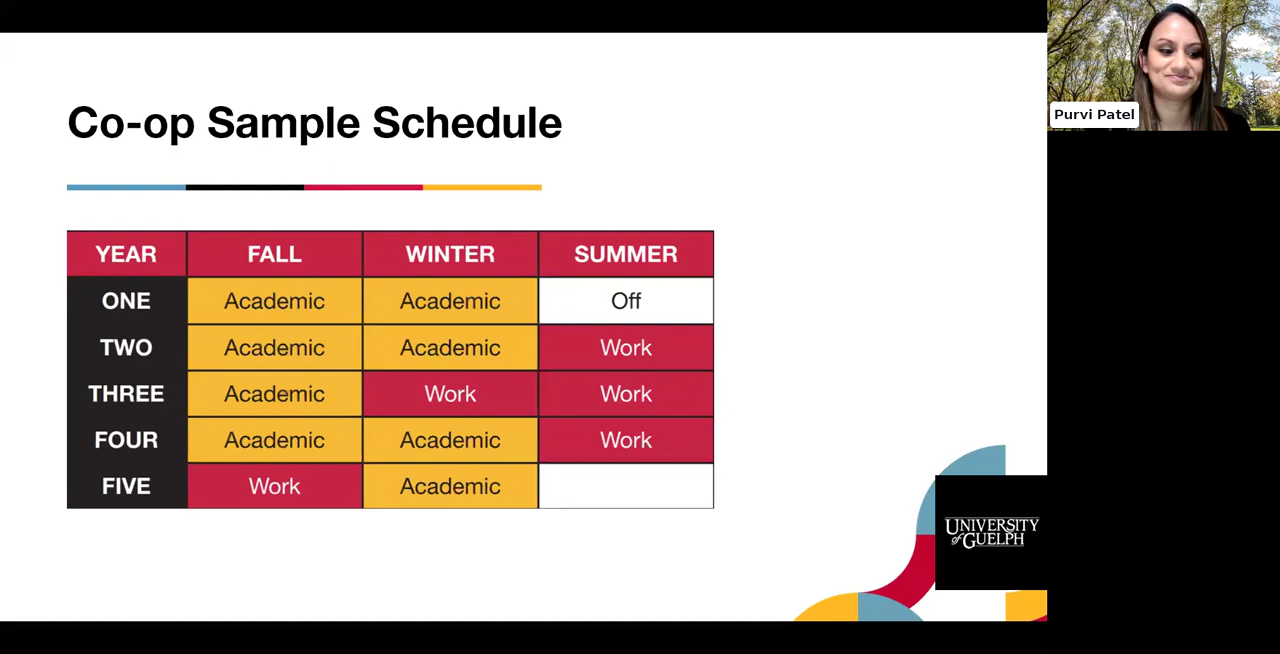 Co-op Sample Schedule
YEAR FALL WINTER SUMMER
ONE Academic Academic Off
TWO Academic Academic Work
THREE Academic Work Work
FOUR Academic Academic Work
FIVE Work Academic
Purvi Patel
UNIVERSITY
of GUELPH